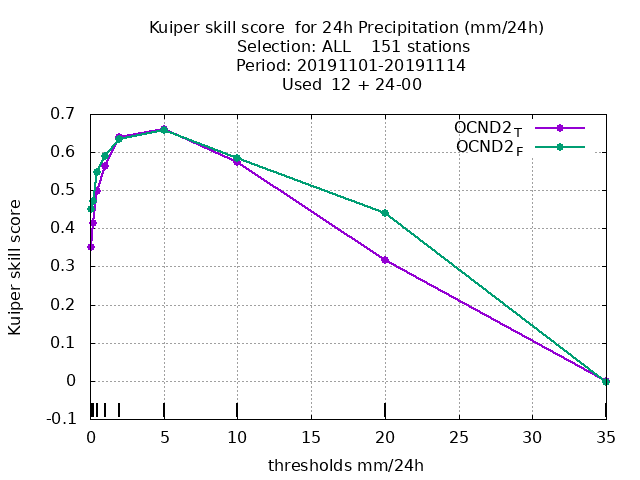 Kuiper skill score  for 24h Precipitation (mm/24h)
Selection: ALL    151 stations
Period: 20191101-20191114
Used  12 + 24-00
OCND2T
OCND2F
0.7
0.6
0.5
0.4
0.3
0.2
0.1
0
-0.1
Kuiper skill score
0 5 10 15 20 25 30 35
thresholds mm/24h